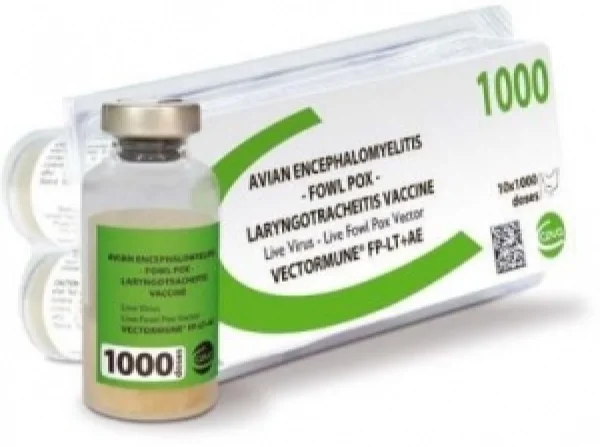 1000
AVIAN ENCEPHALOMYELITIS
- FOWL POX -
LARYNGOTRACHEITIS VACCINE
Live Virus - Live Fowl Pox Vector
VECTORMUNE® FP-LT+AE
10x1000
doses
Ceva
AVIAN ENCEPHALOMYELITIS
- FOWL POX -
LARYNGOTRACHEITIS
VACCINE
Live Virus
Live Fowl Pox Vector
VECTORMUNE® FP-LT+AE
1000
doses